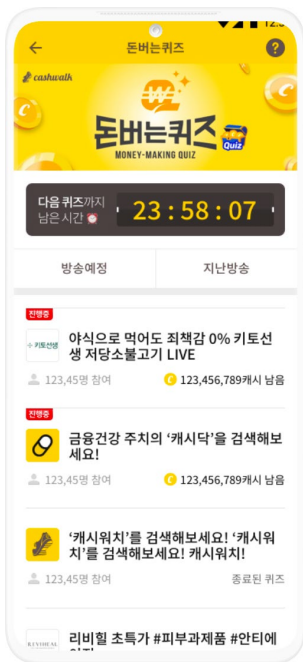 12:0
돈버는퀴즈
?
cashwalk
돈버는퀴즈
Quiz
MONEY-MAKING QUIZ
다음 퀴즈까지
남은 시간
23 : 58 : 07
방송예정
지난방송
진행중
키토선생
야식으로 먹어도 죄책감 0% 키토선
생 저당소불고기 LIVE
123,45명 참여
123,456,789캐시 남음
진행중
금융건강 주치의 ‘캐시닥’을 검색해보
세요!
123,45명 참여
123,456,789캐시 남음
‘캐시워치’를 검색해보세요! ‘캐시워
치’를 검색해보세요! 캐시워치!
123,45명 참여
종료된 퀴즈
REVIHEAL
리비힐 초특가 #피부과제품 #안티에